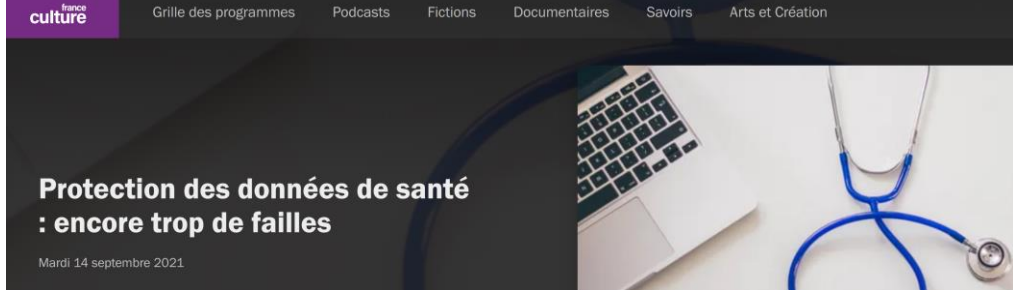 france
culture
Grille des programmes Podcasts Fictions Documentaires Savoirs Arts et Création
Protection des données de santé
: encore trop de failles
Mardi 14 septembre 2021